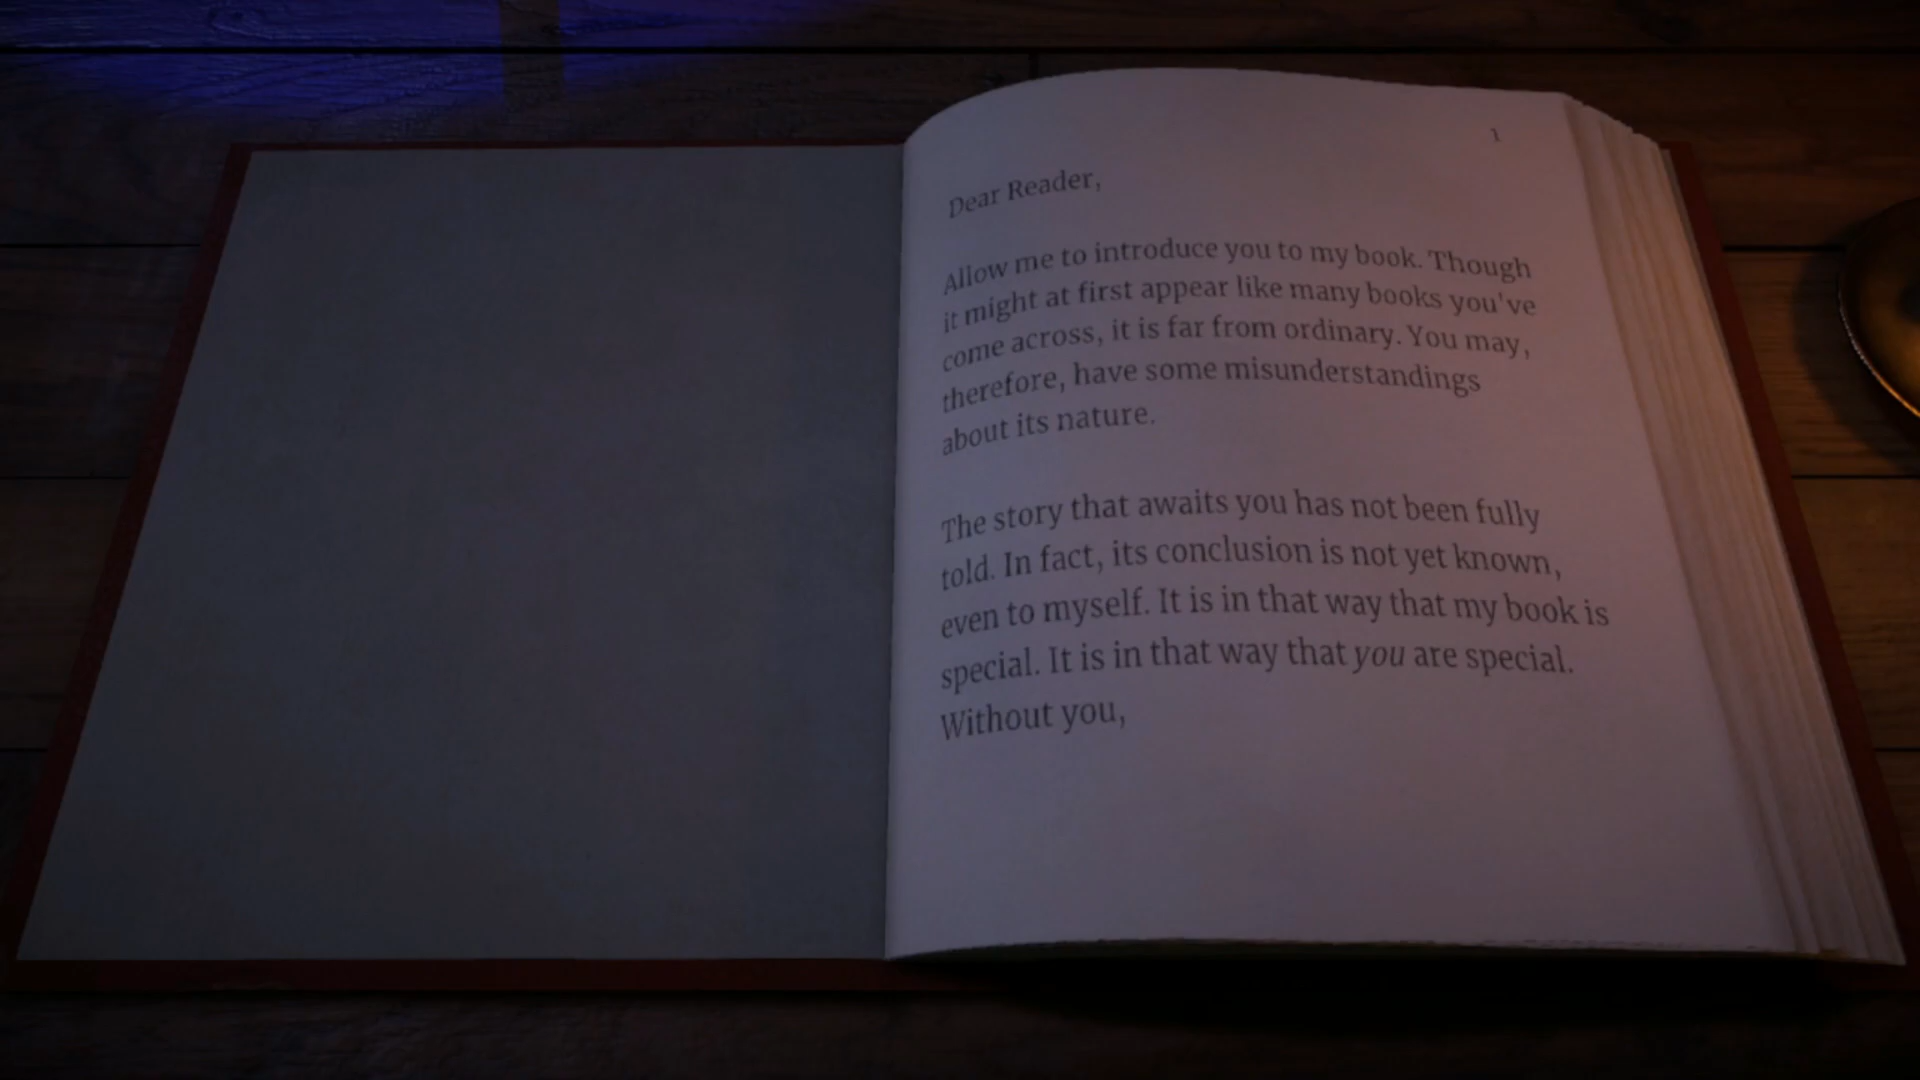 1
Dear Reader,
Allow me to introduce you to my book. Though
it might at first appear like many books you've
come across, it is far from ordinary. You may,
therefore, have some misunderstandings
about its nature.
The story that awaits you has not been fully
told. In fact, its conclusion is not yet known,
even to myself. It is in that way that my book is
special. It is in that way that you are special.
Without you,